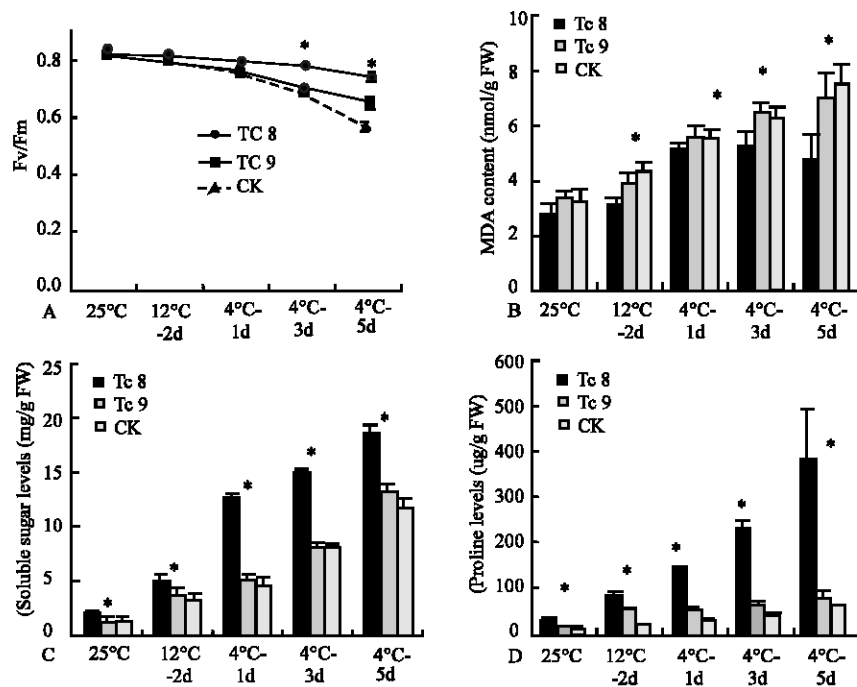 0.8
0.6
0.4
0.2
0.0
Fv/Fm
*
*
TC 8
TC 9
CK
A
25°C
12°C
-2d
4°C-
1d
4°C-
3d
4°C-
5d
10
8
6
4
2
0
MDA content (nmol/g FW)
Tc 8
Tc 9
CK
*
*
*
*
B
25°C
12°C
-2d
4°C-
1d
4°C-
3d
4°C-
5d
25
20
15
10
5
0
(Soluble sugar levels (mg/g FW)
Tc 8
Tc 9
CK
*
*
*
*
*
C
25°C
12°C
-2d
4°C-
1d
4°C-
3d
4°C-
5d
600
500
400
300
200
100
0
(Proline levels (ug/g FW)
Tc 8
Tc 9
CK
*
*
*
*
*
D
25°C
12°C
-2d
4°C-
1d
4°C-
3d
4°C-
5d